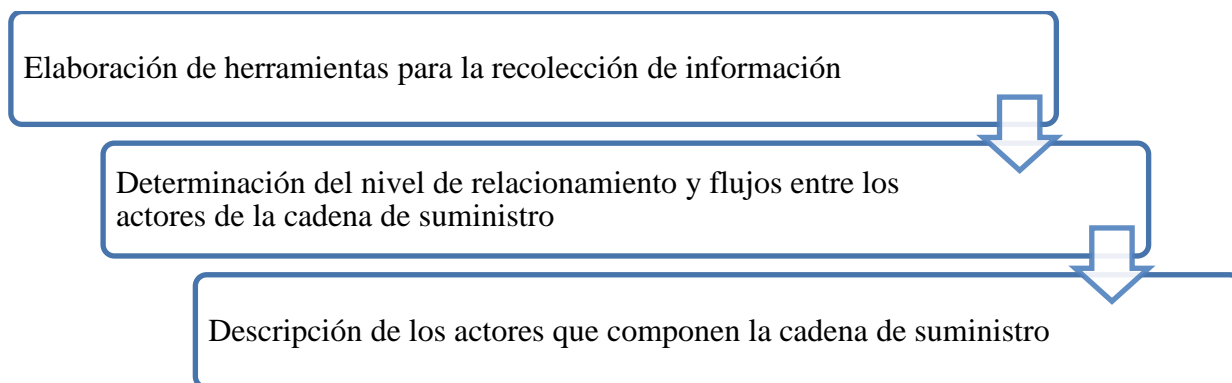 Elaboración de herramientas para la recolección de información
Determinación del nivel de relacionamiento y flujos entre los
actores de la cadena de suministro
Descripción de los actores que componen la cadena de suministro